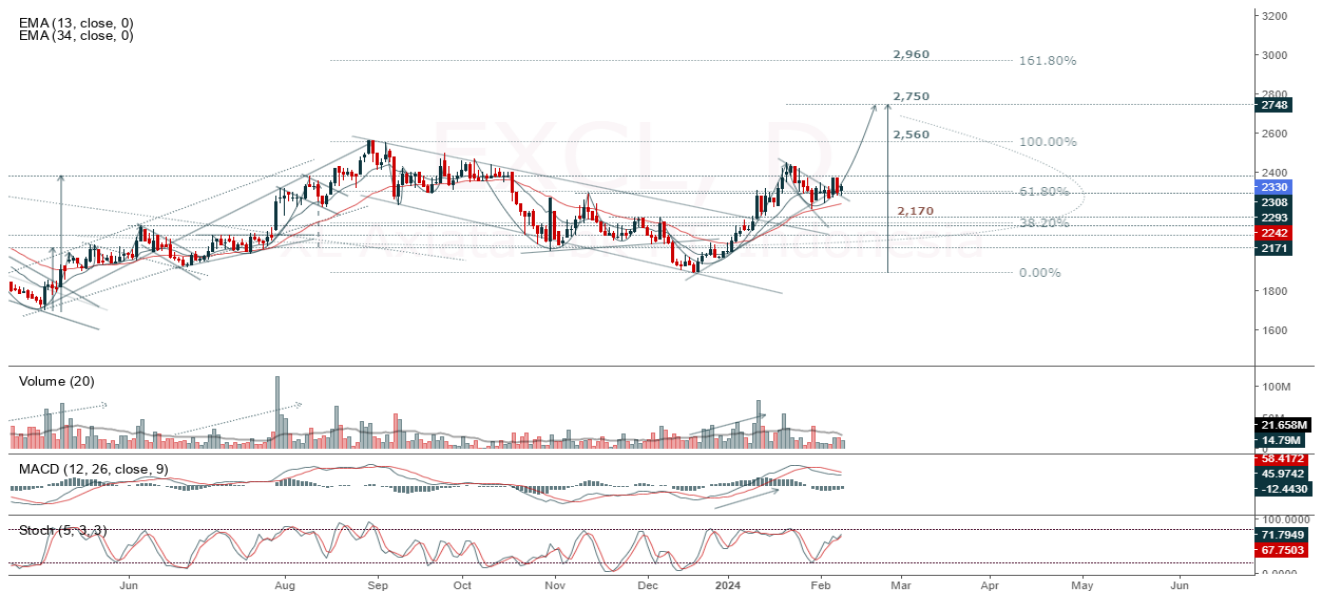 EMA (13, close, 0)
EMA (34, close, 0)
EXCL, D
3200
3000
2800
2748
2600
2400
2330
2308
2293
2242
2171
1800
1600
2,960
161.80%
2,750
2,560
100.00%
61.80%
2,170
38.20%
0.00%
Volume (20)
100M
21.658M
14.79M
0
MACD (12, 26, close, 9)
58.4172
45.9742
-12.4430
Stoch (5, 3, 3)
100.0000
71.7949
67.7503
0.0000
Jun
Aug
Sep
Oct
Nov
Dec
2024
Feb
Mar
Apr
May
Jun